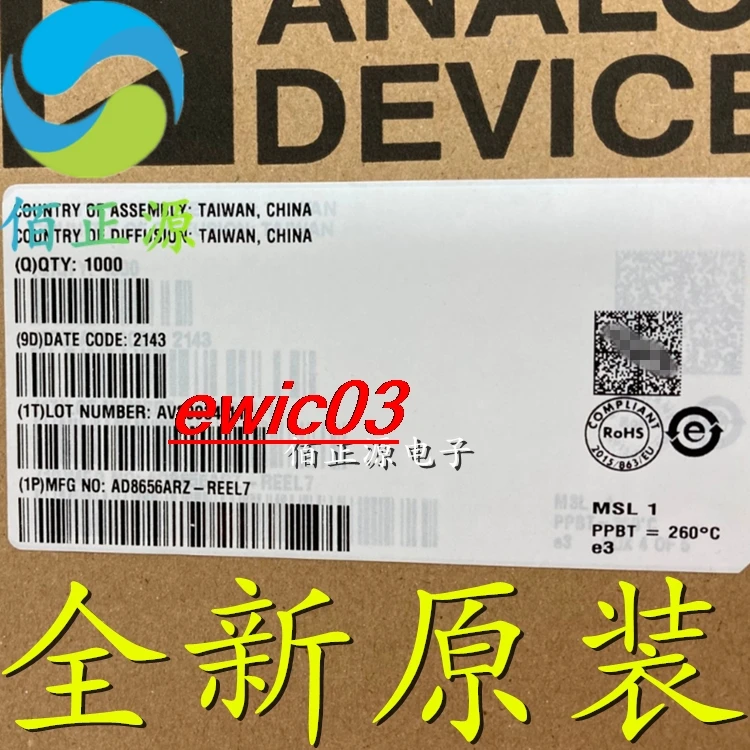 ANALO
DEVICE
COUNTRY OF ASSEMBLY: TAIWAN, CHINA
佰正源
COUNTRY OF DIFFUSION: TAIWAN, CHINA
(Q)QTY: 1000
(9D)DATE CODE: 2143
2143
(1T)LOT NUMBER:
ewic03
佰正源电子
(1P)MFG NO: AD8656ARZ-REEL7
-REEL7
COMPLIANT
RoHS
2015/863/EU
e
MSL 1
PPBT = 260°C
e3
全新原装